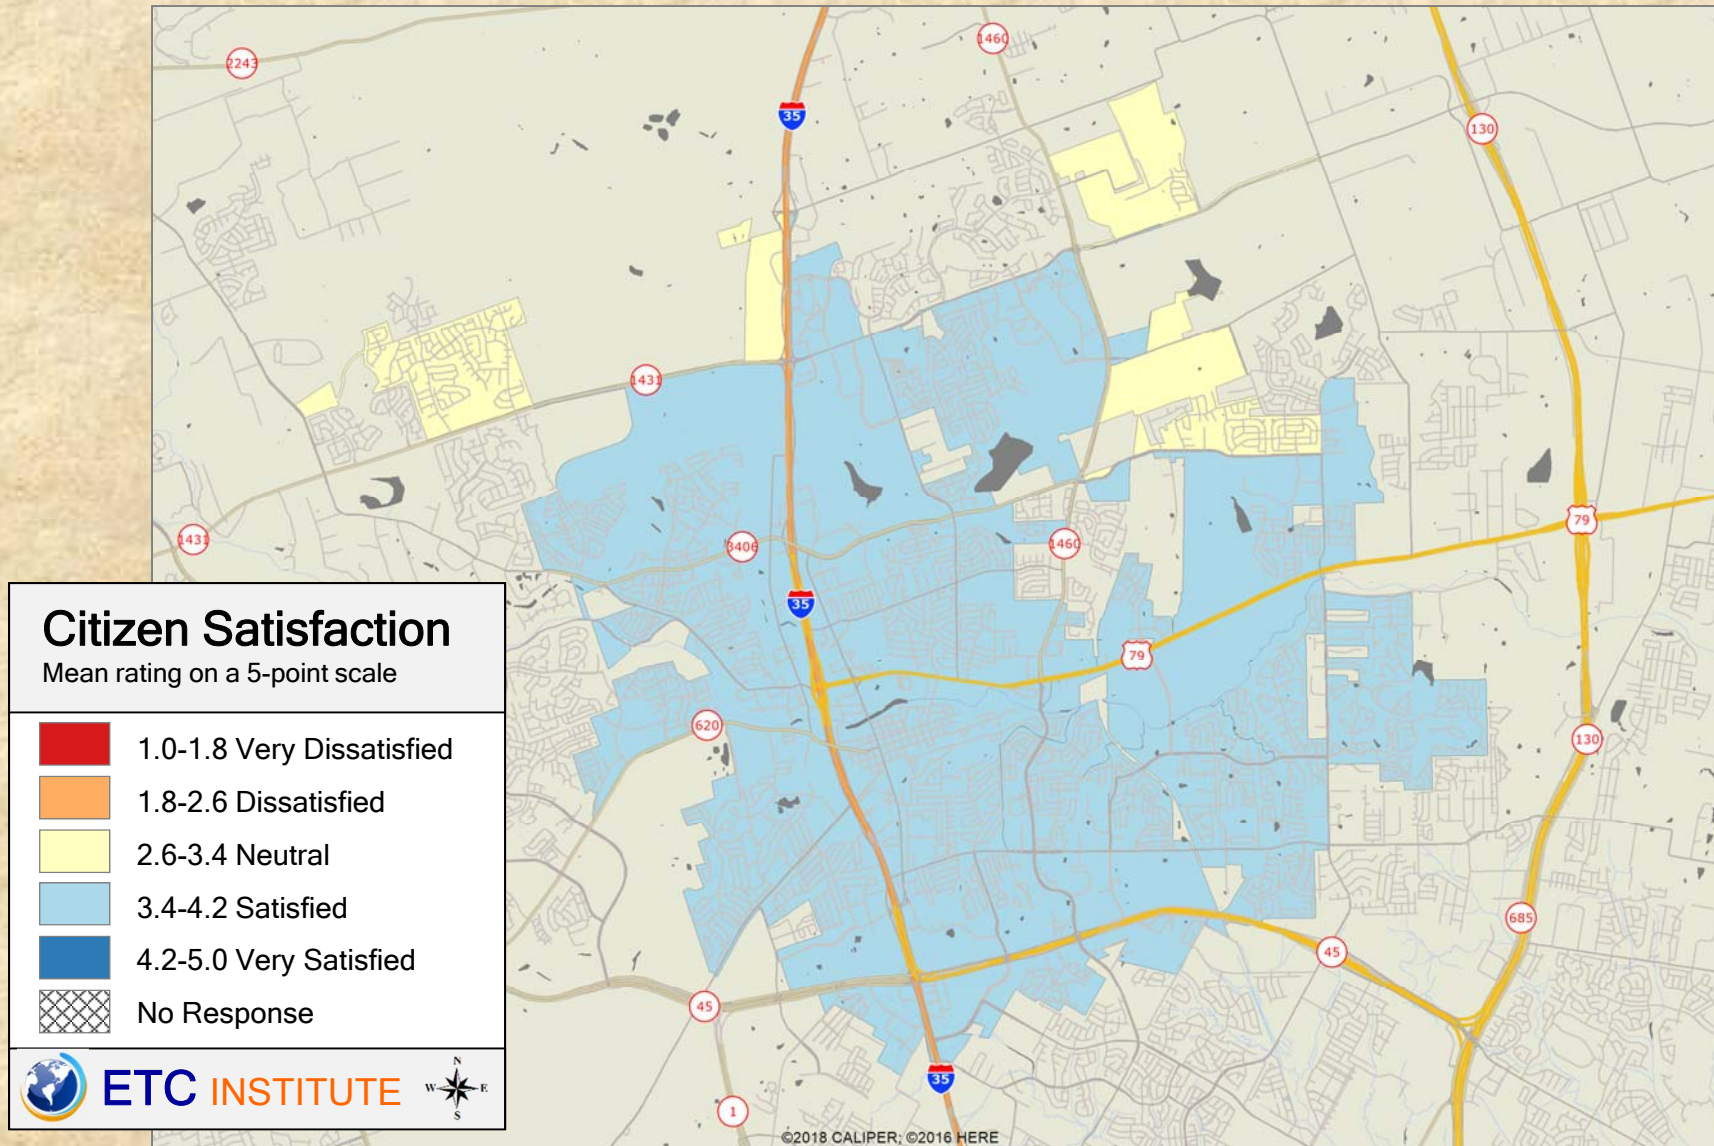 2243
1460
35
130
1431
1431
3406
1460
79
35
79
620
130
685
45
45
35
1
Citizen Satisfaction
Mean rating on a 5-point scale
1.0-1.8 Very Dissatisfied
1.8-2.6 Dissatisfied
2.6-3.4 Neutral
3.4-4.2 Satisfied
4.2-5.0 Very Satisfied
No Response
ETC INSTITUTE
N
W E
S
©2018 CALIPER; ©2016 HERE